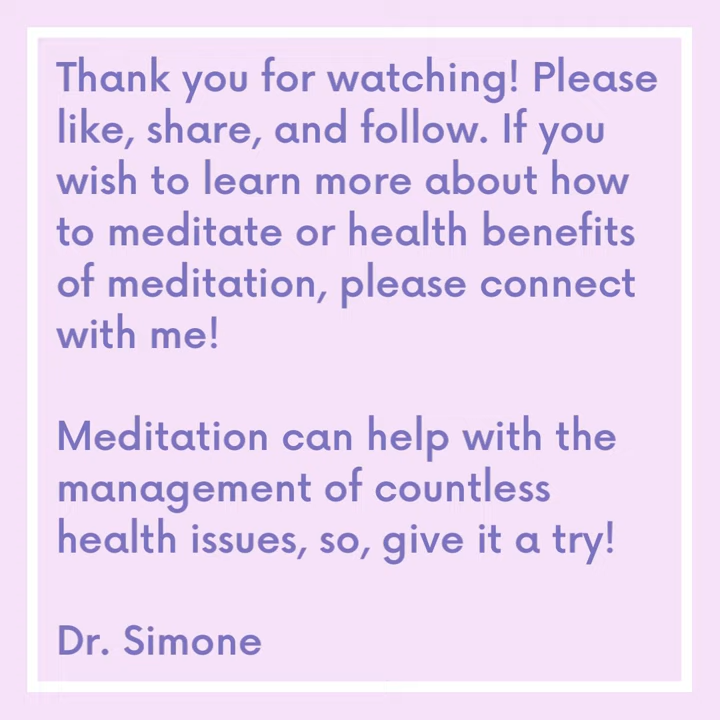 Thank you for watching! Please
like, share, and follow. If you
wish to learn more about how
to meditate or health benefits
of meditation, please connect
with me!
Meditation can help with the
management of countless
health issues, so, give it a try!
Dr. Simone